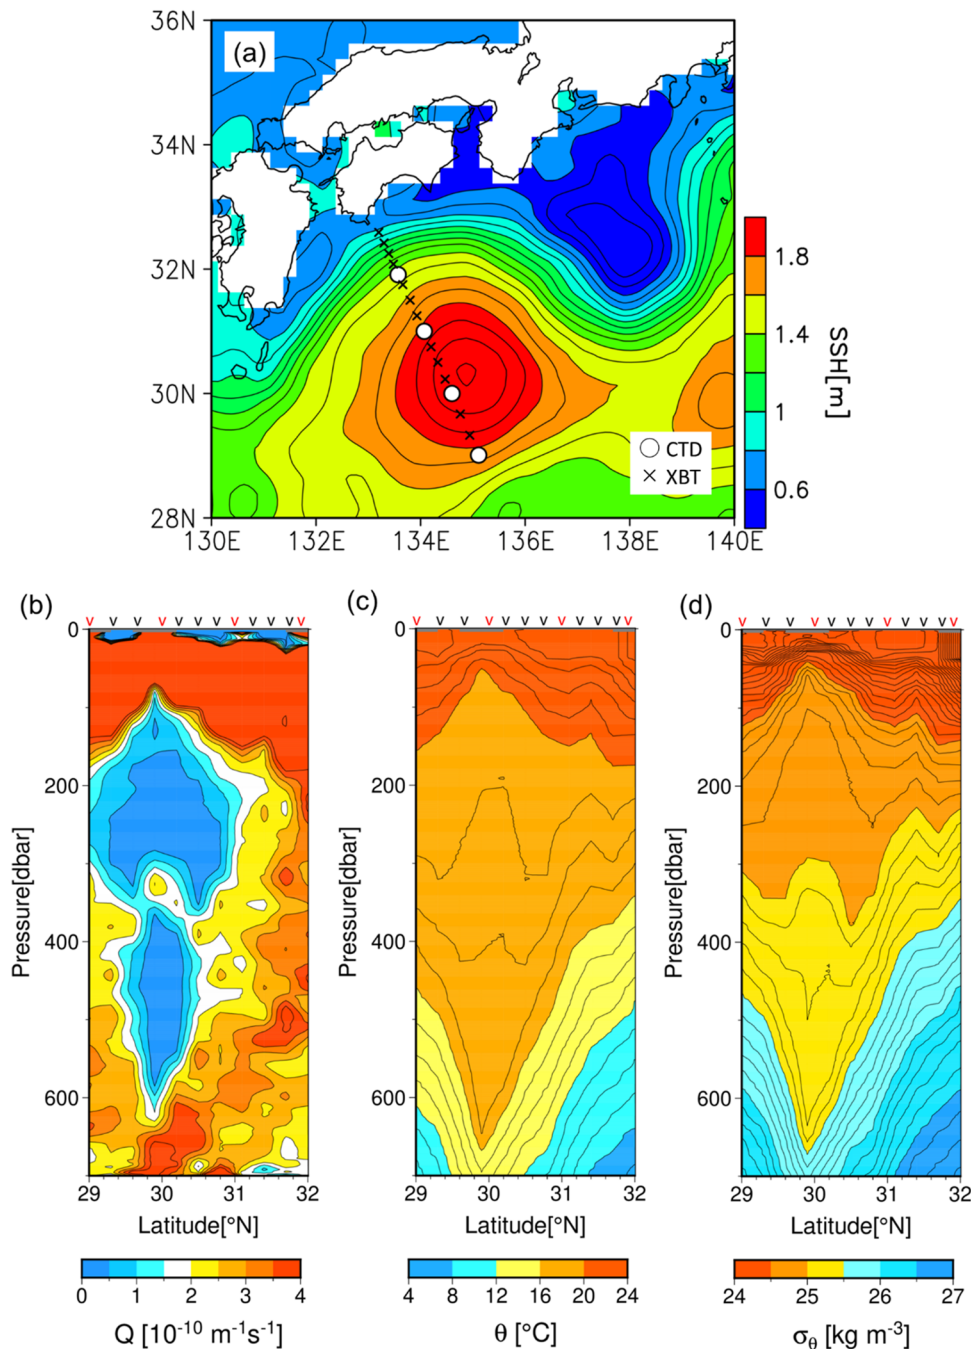 (a)
36N
34N
32N
30N
28N
130E 132E 134E 136E 138E 140E
CTD
XBT
1.8
1.4
1
0.6
SSH[m]
(b) (c) (d)
v v v v v v v v v v
v v v v v v v v v v
v v v v v v v v v v
0 0 0
200 200 200
400 400 400
600 600 600
Pressure[dbar] Pressure[dbar] Pressure[dbar]
29 30 31 32 29 30 31 32 29 30 31 32
Latitude[°N] Latitude[°N] Latitude[°N]
0 1 2 3 4 4 8 12 16 20 24 24 25 26 27
Q [10⁻¹⁰ m⁻¹s⁻¹] θ [°C] σθ [kg m⁻³]